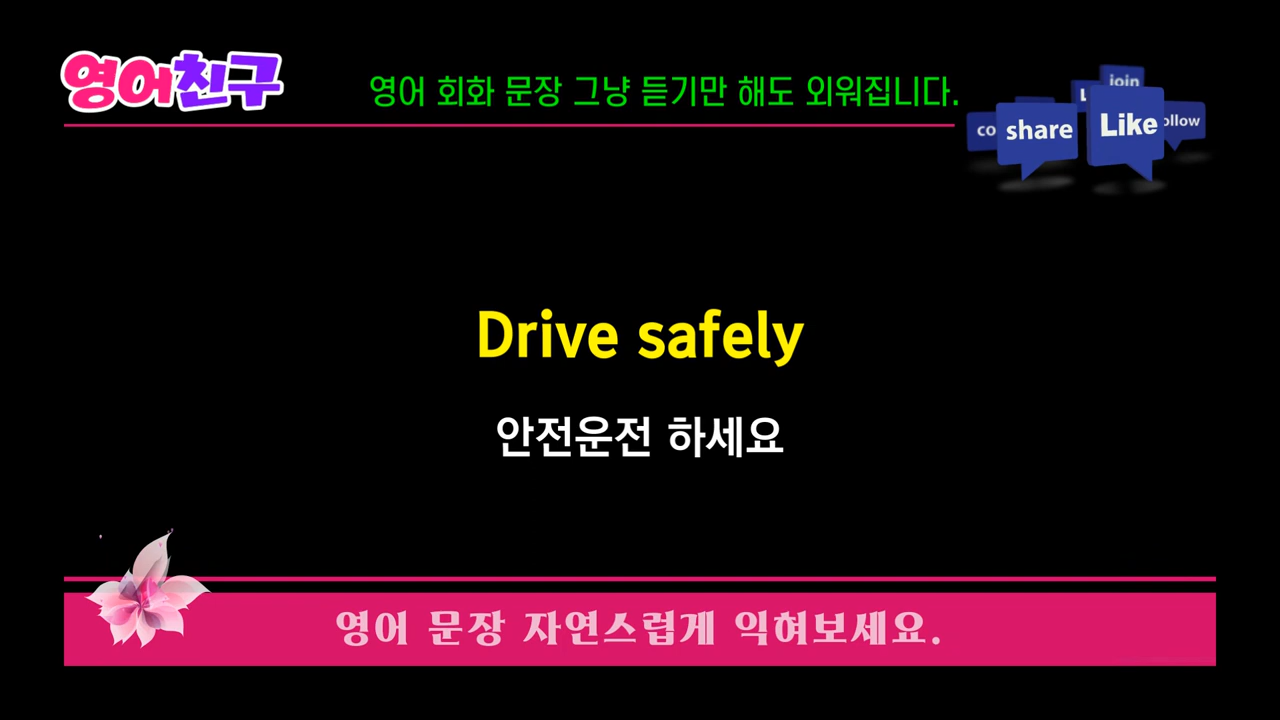 영어친구
영어 회화 문장 그냥 듣기만 해도 외워집니다.
join
share
Like
Drive safely
안전운전 하세요
영어 문장 자연스럽게 익혀보세요.